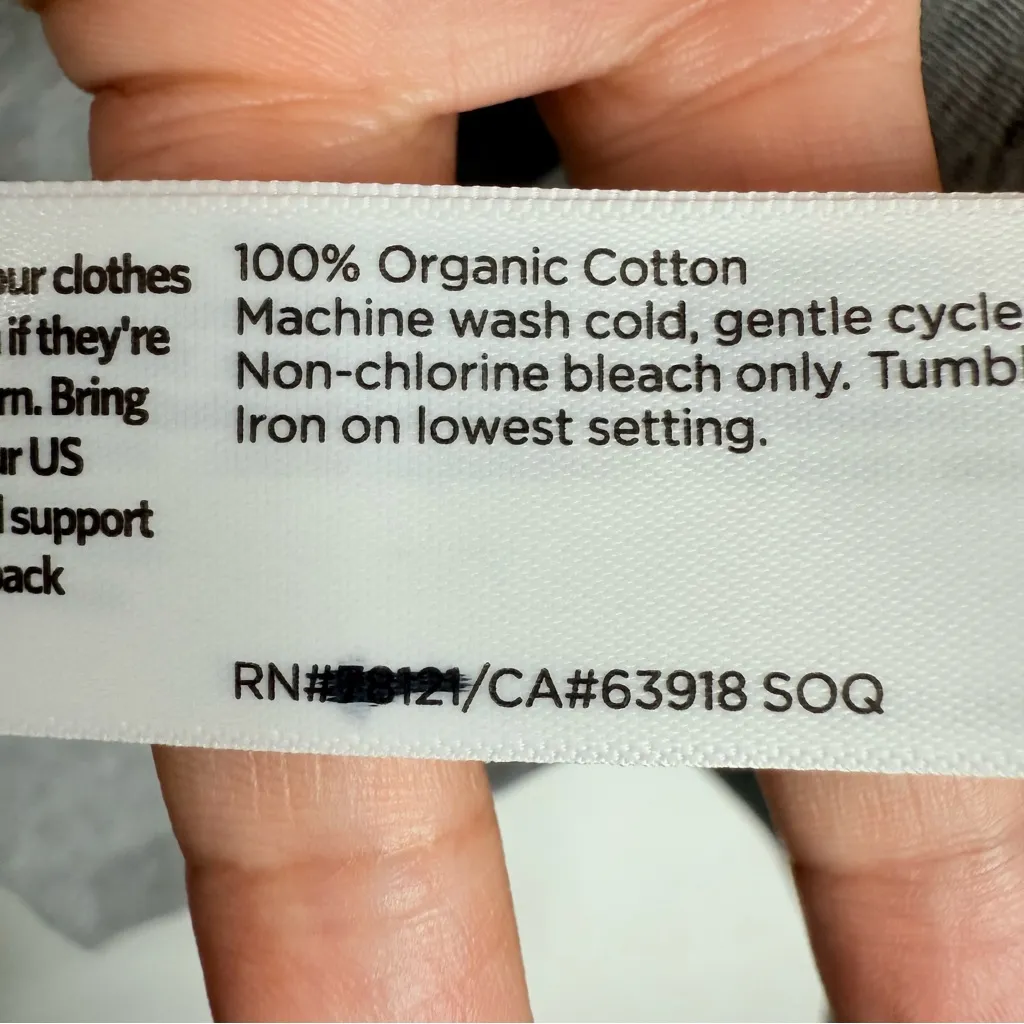 clothes
if they're
Bring
US
support
100% Organic Cotton
Machine wash cold, gentle cycle
Non-chlorine bleach only.
Iron on lowest setting.
/CA#63918 SOQ